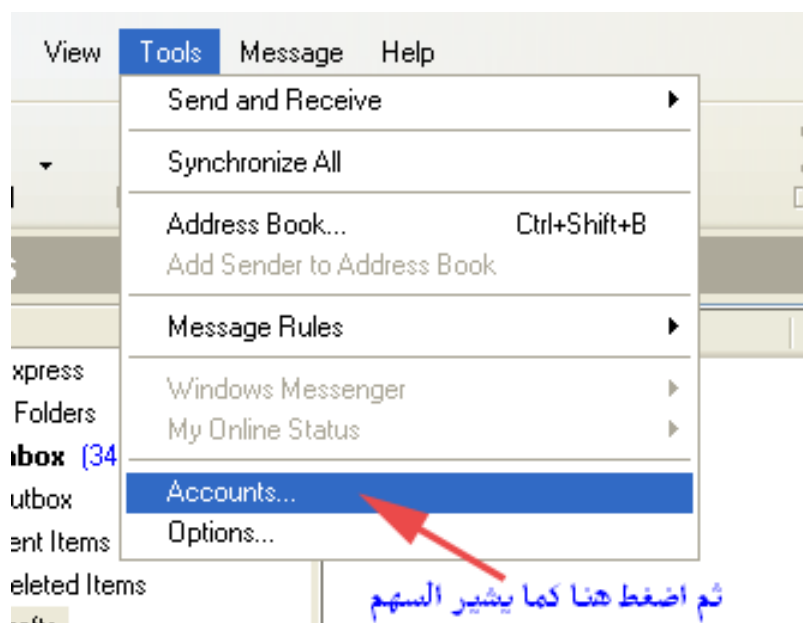 View Tools Message Help
Send and Receive
Synchronize All
Address Book... Ctrl+Shift+B
Add Sender to Address Book
Message Rules
xpress
Windows Messenger
Folders
My Online Status
nbox (34
Accounts...
utbox
Options...
ent Items
eleted Items
ثم اضغط هنا كما يشير السهم